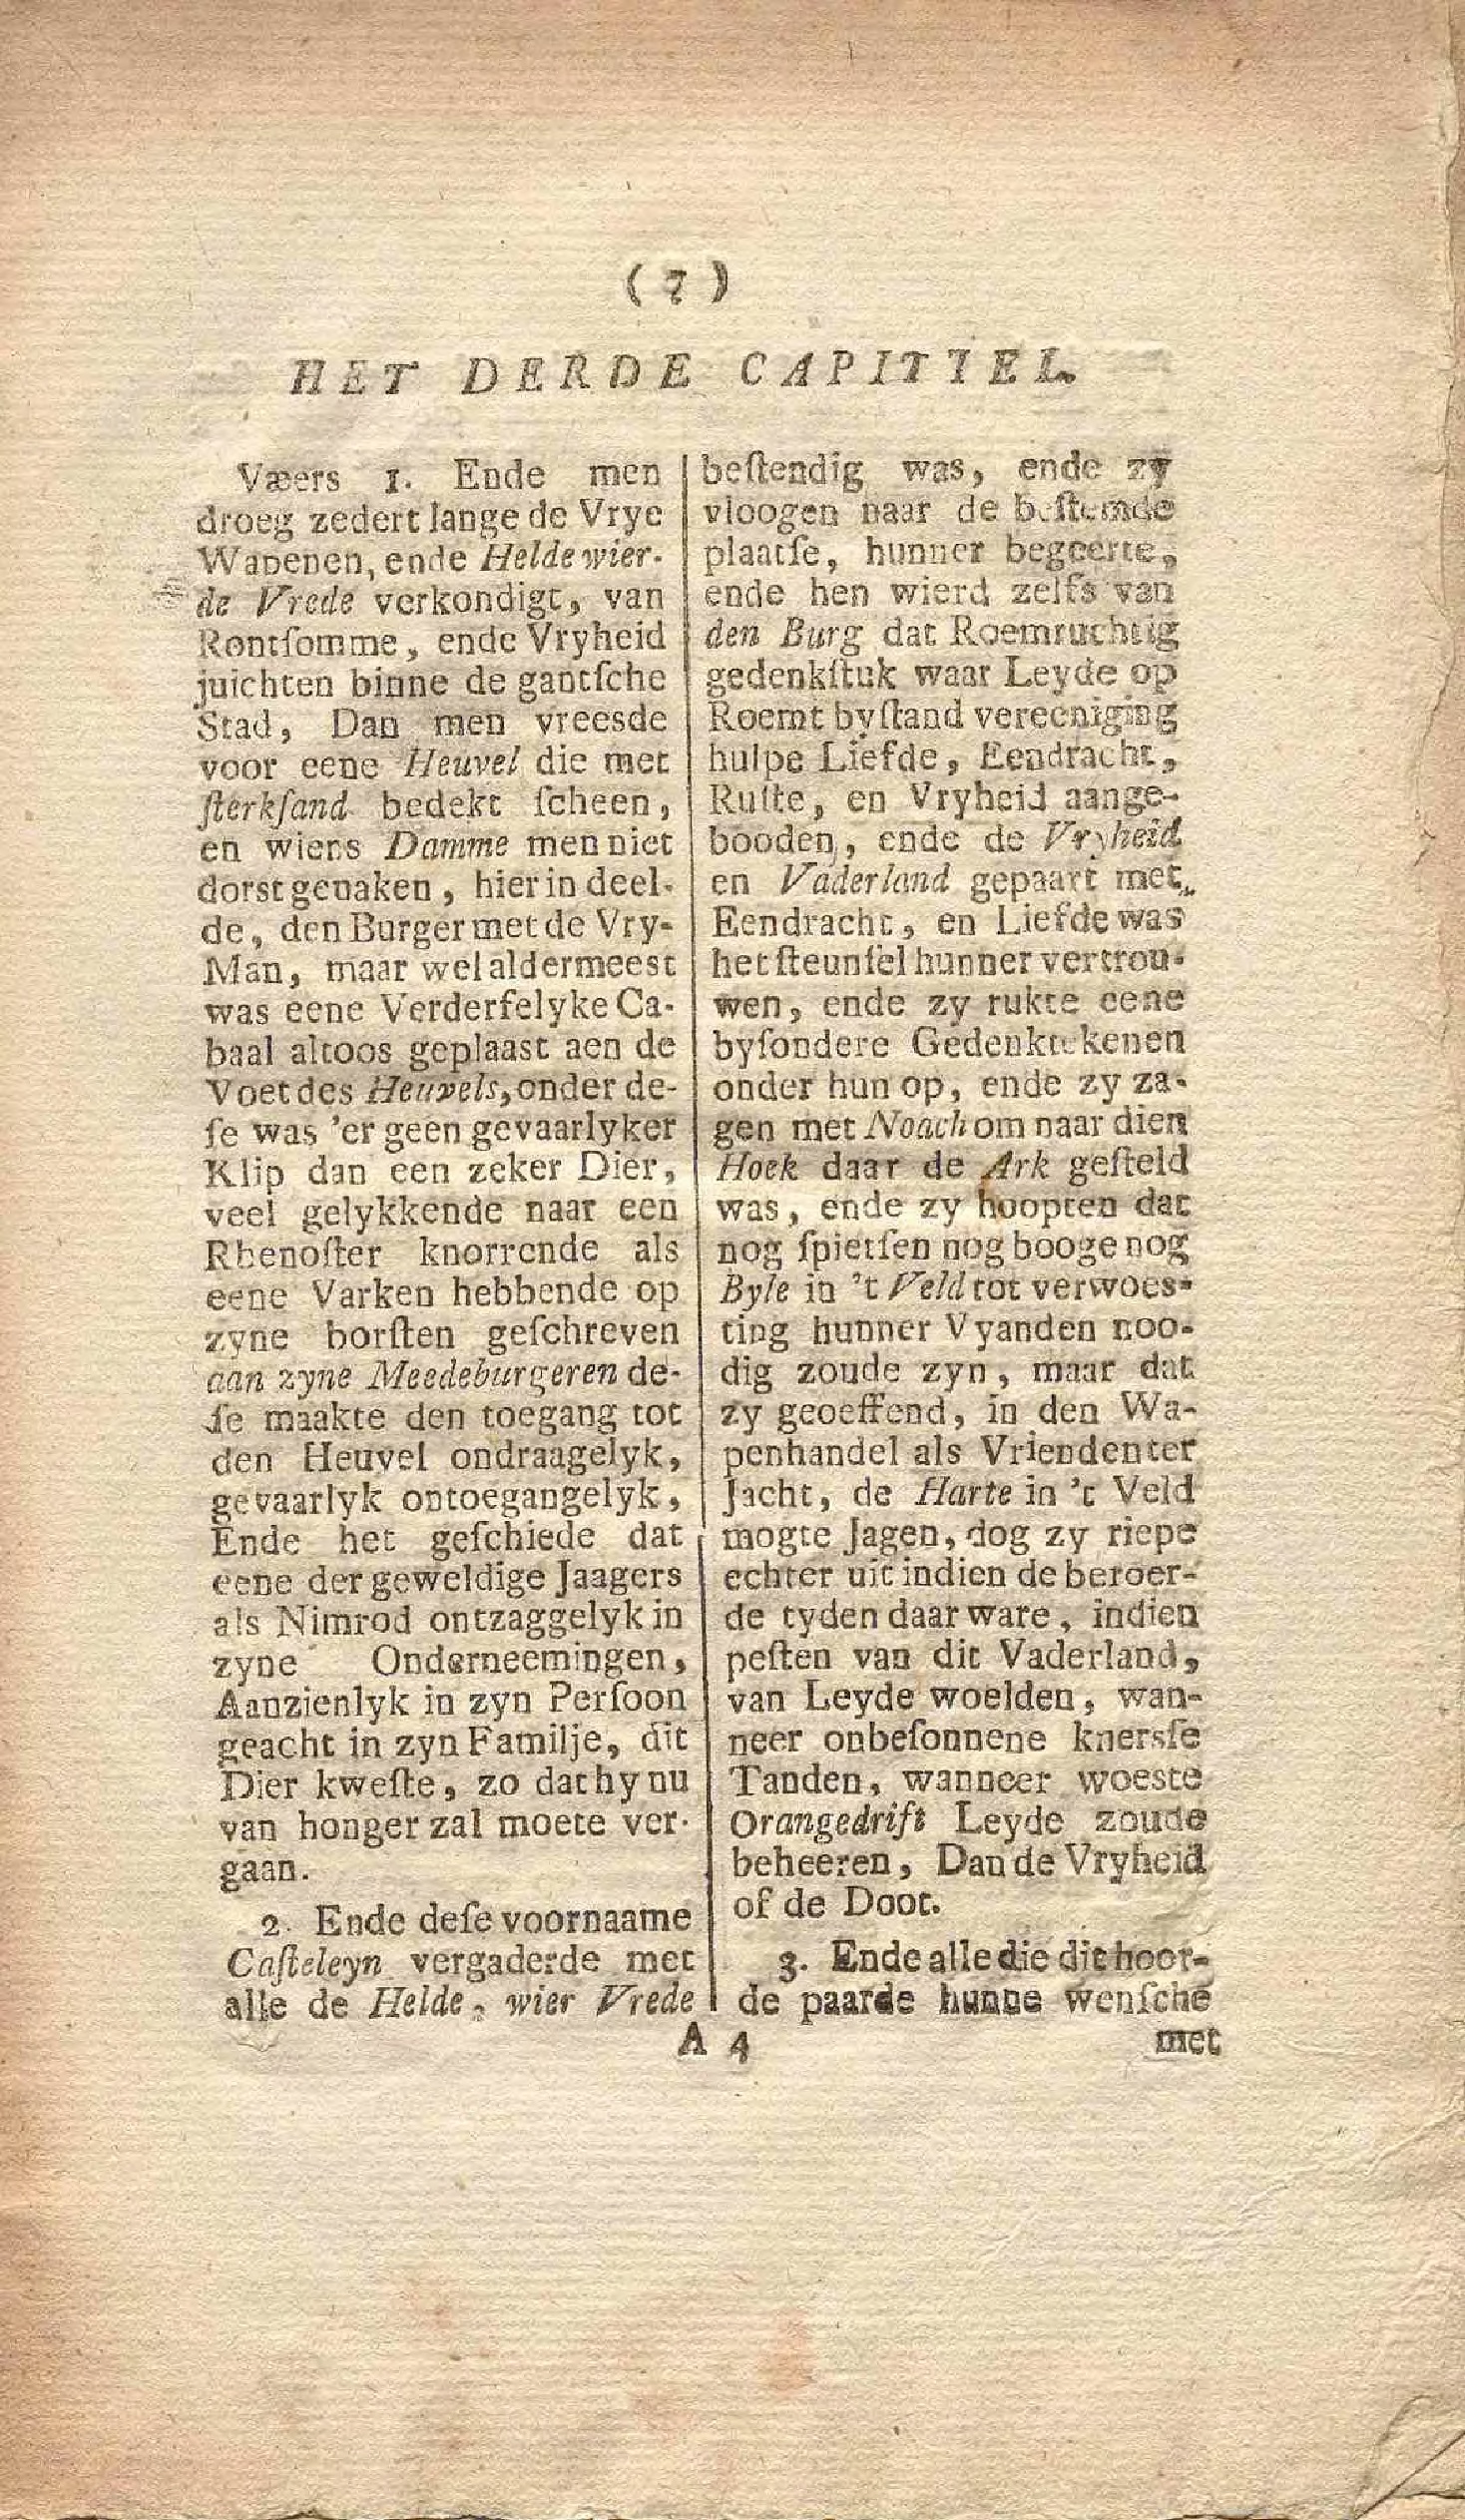 ( 7 )
HET DERDE CAPITTEL.
Væers 1. Ende men
droeg zedert lange de Vrye
Wapenen, ende Helde wier-
de Vrede verkondigt, van
Rontſomme, ende Vryheid
juichten binne de gantſche
Stad, Dan men vreesde
voor eene Heuvel die met
ſterkſand bedekt ſcheen,
en wiens Damme men niet
dorst genaken, hier in deel-
de, den Burger met de Vry-
Man, maar wel aldermeest
was eene Verderfelyke Ca-
baal altoos geplaast aen de
Voet des Heuvels, onder de-
ſe was 'er geen gevaarlyker
Klip dan een zeker Dier,
veel gelykkende naar een
Rhenoſter knorrende als
eene Varken hebbende op
zyne borſten geſchreven
aan zyne Meedeburgeren de-
ſe maakte den toegang tot
den Heuvel ondraagelyk,
gevaarlyk ontoegangelyk,
Ende het geſchiede dat
eene der geweldige Jaagers
als Nimrod ontzaggelyk in
zyne Onderneemingen,
Aanzienlyk in zyn Perſoon
geacht in zyn Familje, dit
Dier kweſte, zo dat hy nu
van honger zal moete ver-
gaan.
2. Ende deſe voornaame
Caſteleyn vergaderde met
alle de Helde, wier Vrede
beſtendig was, ende zy
vloogen naar de beſtemde
plaatſe, hunner begeerte,
ende hen wierd zelfs van
den Burg dat Roemruchtig
gedenkſtuk waar Leyde op
Roemt byſtand vereeniging
hulpe Liefde, Eendracht,
Ruſte, en Vryheid aange-
booden, ende de Vryheid
en Vaderland gepaart met
Eendracht, en Liefde was
het ſteunſel hunner vertrou-
wen, ende zy rukte eene
byſondere Gedenktekenen
onder hun op, ende zy za-
gen met Noach om naar dien
Hoek daar de Ark geſteld
was, ende zy hoopten dat
nog ſpietſen nog booge nog
Byle in 't Veld tot verwoes-
ting hunner Vyanden noo-
dig zoude zyn, maar dat
zy geoeffend, in den Wa-
penhandel als Vrienden ter
Jacht, de Harte in 't Veld
mogte Jagen, dog zy riepe
echter uit indien de beroer-
de tyden daar ware, indien
peſten van dit Vaderland,
van Leyde woelden, wan-
neer onbeſonnene knersſe
Tanden, wanneer woeste
Orangedrift Leyde zoude
beheeren, Dan de Vryheid
of de Doot.
3. Ende alle die dit hoor-
de paarde hunne wenſche
A 4
met